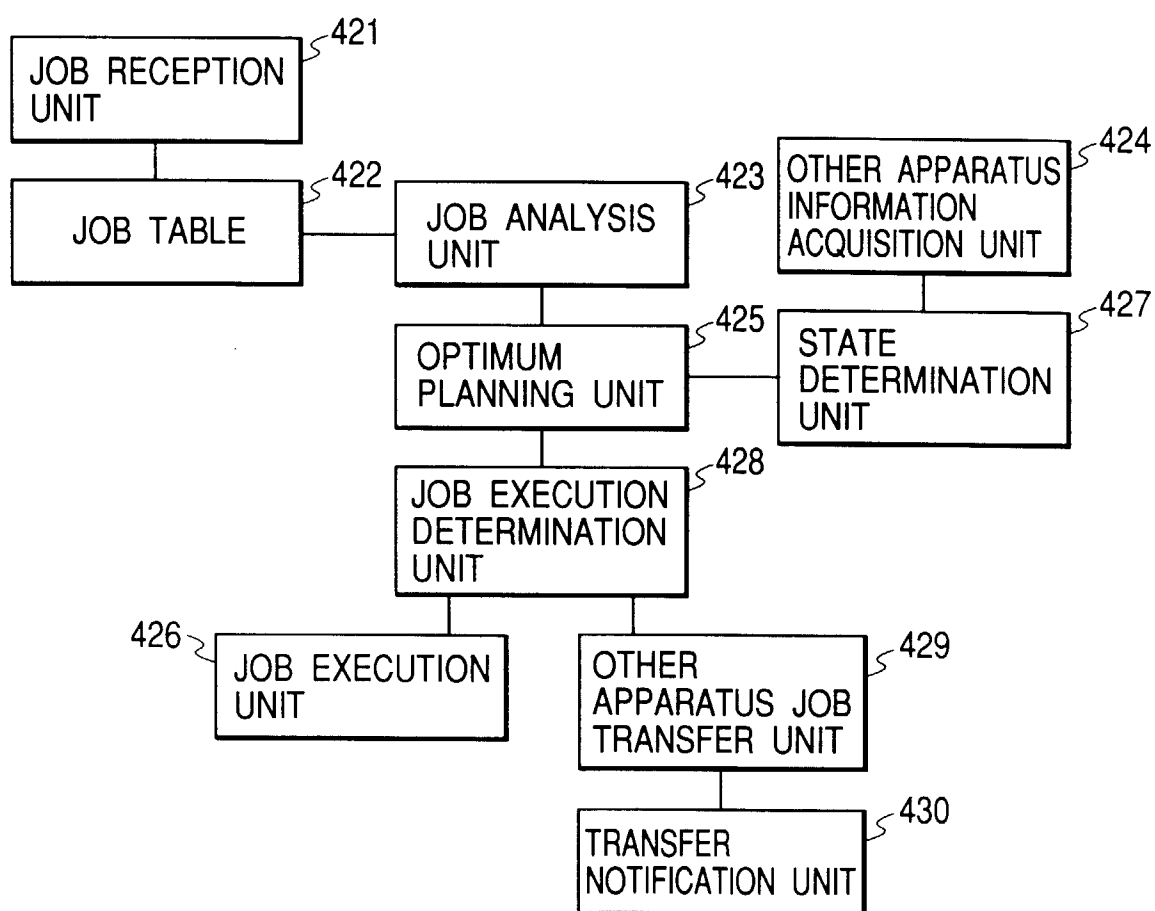 421
JOB RECEPTION
UNIT
422
JOB TABLE
423
JOB ANALYSIS
UNIT
424
OTHER APPARATUS
INFORMATION
ACQUISITION UNIT
425
OPTIMUM
PLANNING UNIT
427
STATE
DETERMINATION
UNIT
428
JOB EXECUTION
DETERMINATION
UNIT
426
JOB EXECUTION
UNIT
429
OTHER
APPARATUS JOB
TRANSFER UNIT
430
TRANSFER
NOTIFICATION UNIT